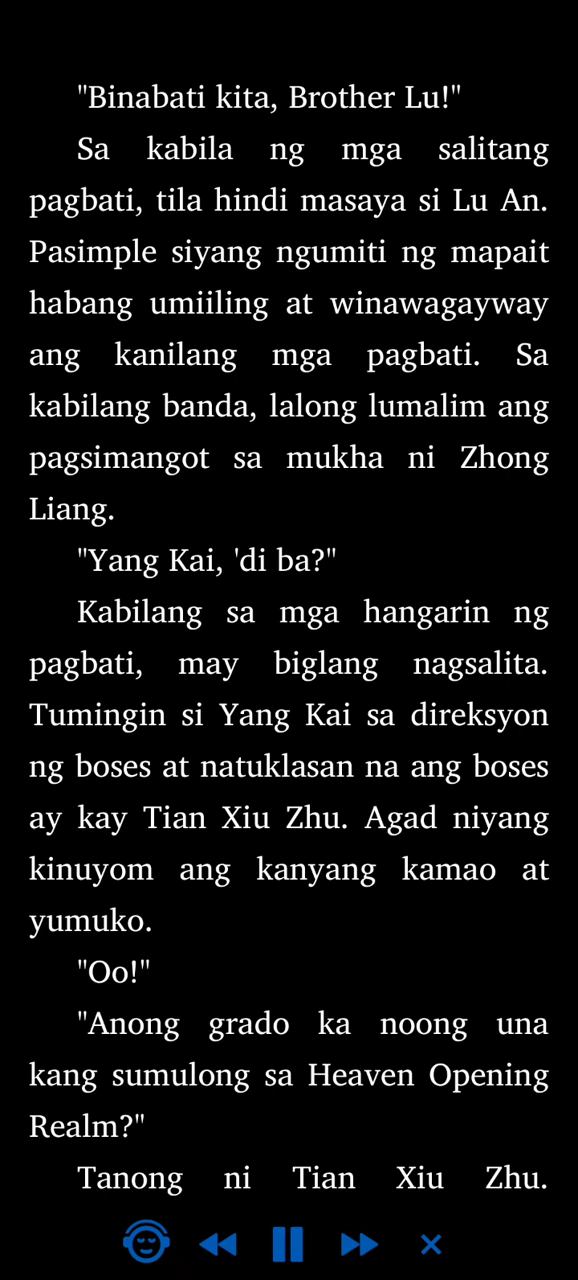 "Binabati kita, Brother Lu!"
Sa kabila ng mga salitang
pagbati, tila hindi masaya si Lu An.
Pasimple siyang ngumiti ng mapait
habang umiiling at winawagayway
ang kanilang mga pagbati. Sa
kabilang banda, lalong lumalim ang
pagsimangot sa mukha ni Zhong
Liang.
"Yang Kai, 'di ba?"
Kabilang sa mga hangarin ng
pagbati, may biglang nagsalita.
Tumingin si Yang Kai sa direksyon
ng boses at natuklasan na ang boses
ay kay Tian Xiu Zhu. Agad niyang
kinuyom ang kanyang kamao at
yumuko.
"Oo!"
"Anong grado ka noong una
kang sumulong sa Heaven Opening
Realm?"
Tanong ni Tian Xiu Zhu.